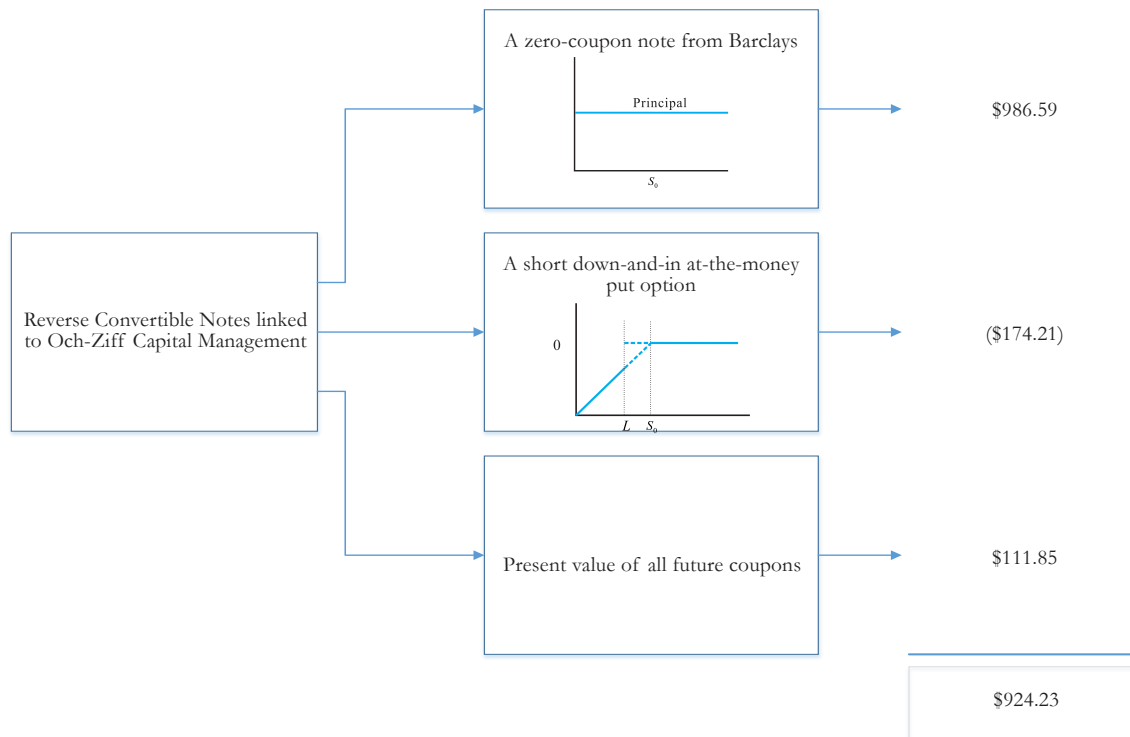 A zero-coupon note from Barclays
Principal
S₀
$986.59
Reverse Convertible Notes linked
to Och-Ziff Capital Management
A short down-and-in at-the-money
put option
0
L S₀
($174.21)
Present value of all future coupons
$111.85
$924.23